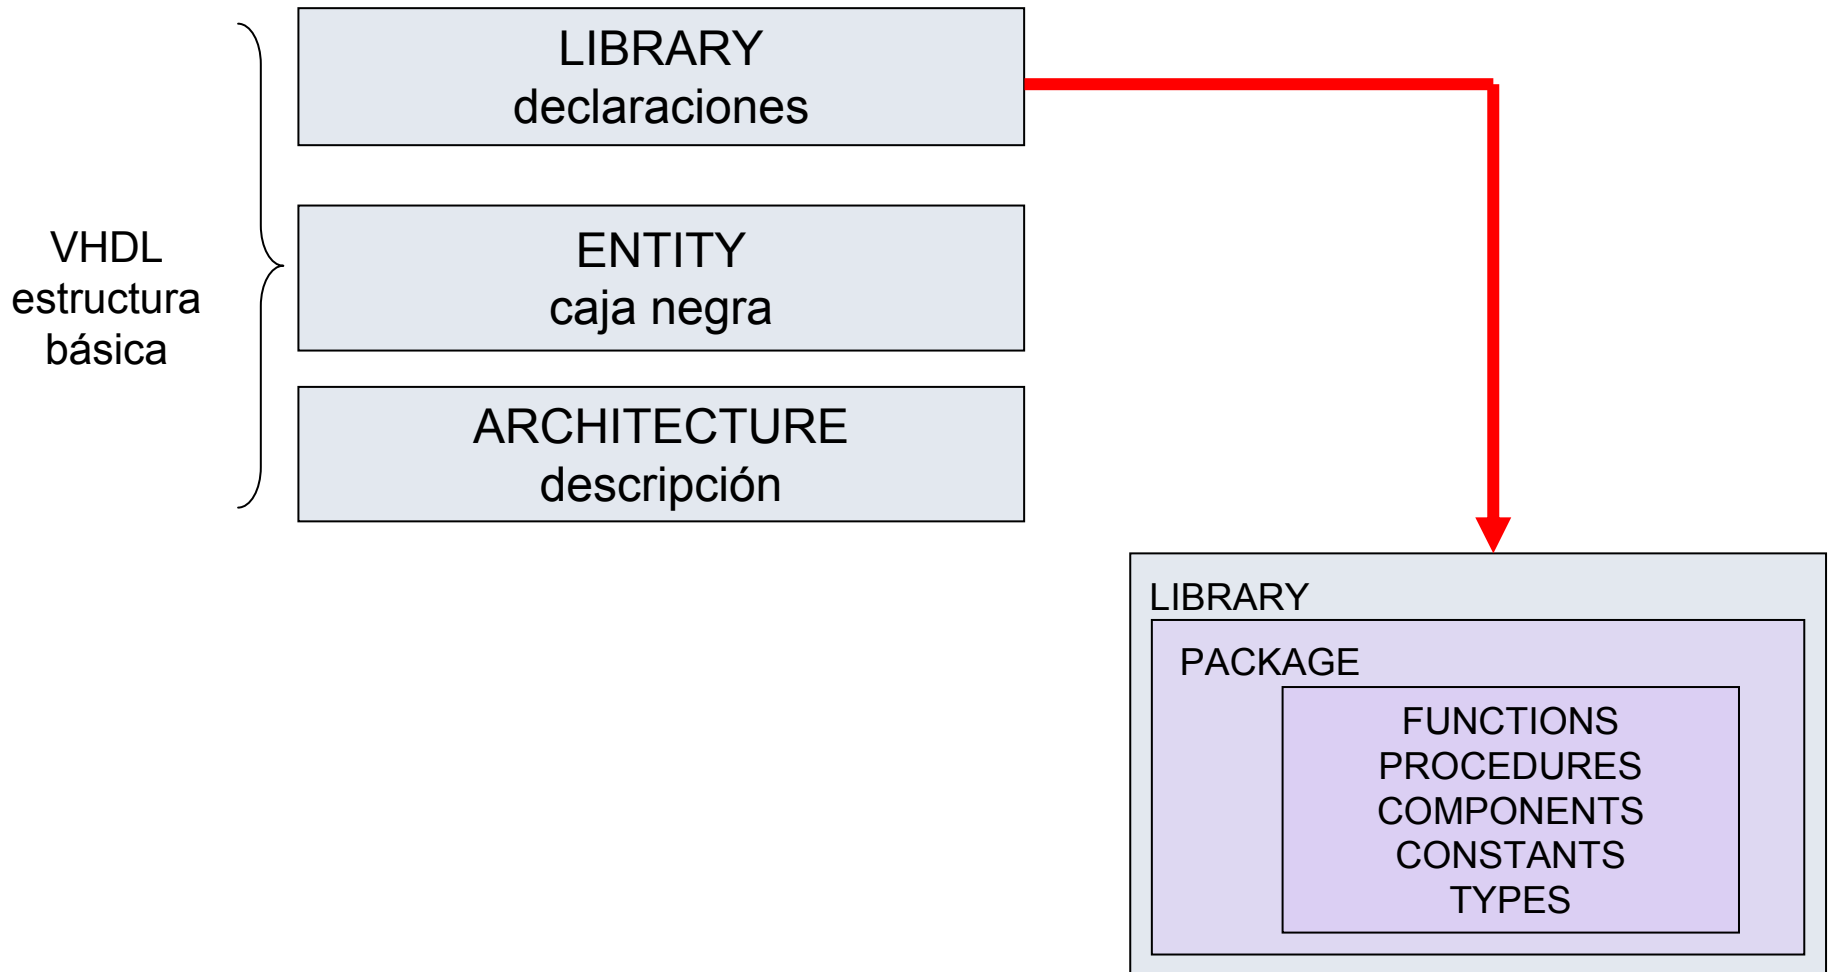 LIBRARY
declaraciones
VHDL
estructura
básica
ENTITY
caja negra
ARCHITECTURE
descripción
LIBRARY
PACKAGE
FUNCTIONS
PROCEDURES
COMPONENTS
CONSTANTS
TYPES